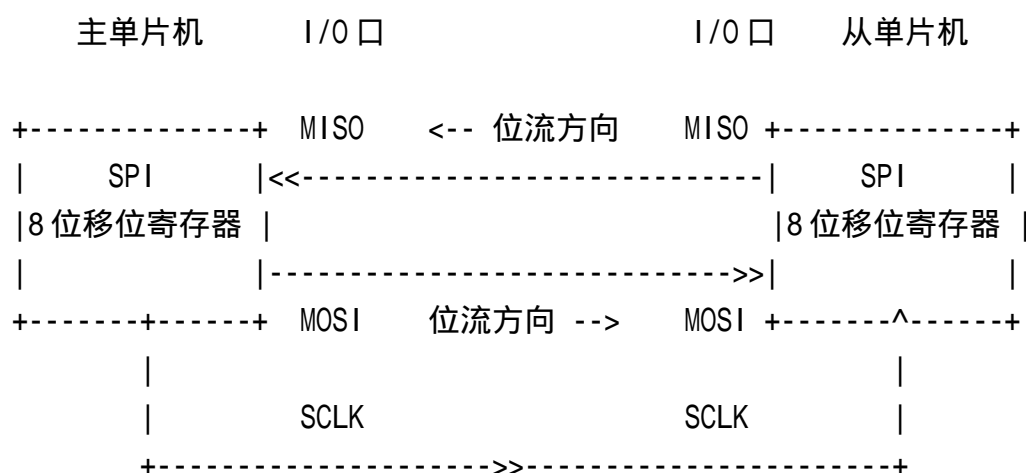 主单片机 I/O口 I/O口 从单片机
+--------------+ MISO <-- 位流方向 MISO +--------------+
| SPI |<<-----------------------------| SPI |
|8位移位寄存器 | |8位移位寄存器 |
| |----------------------------->>| |
+-------+------+ MOSI 位流方向 --> MOSI +-------^------+
| |
| SCLK SCLK |
+--------------------->>-----------------------+